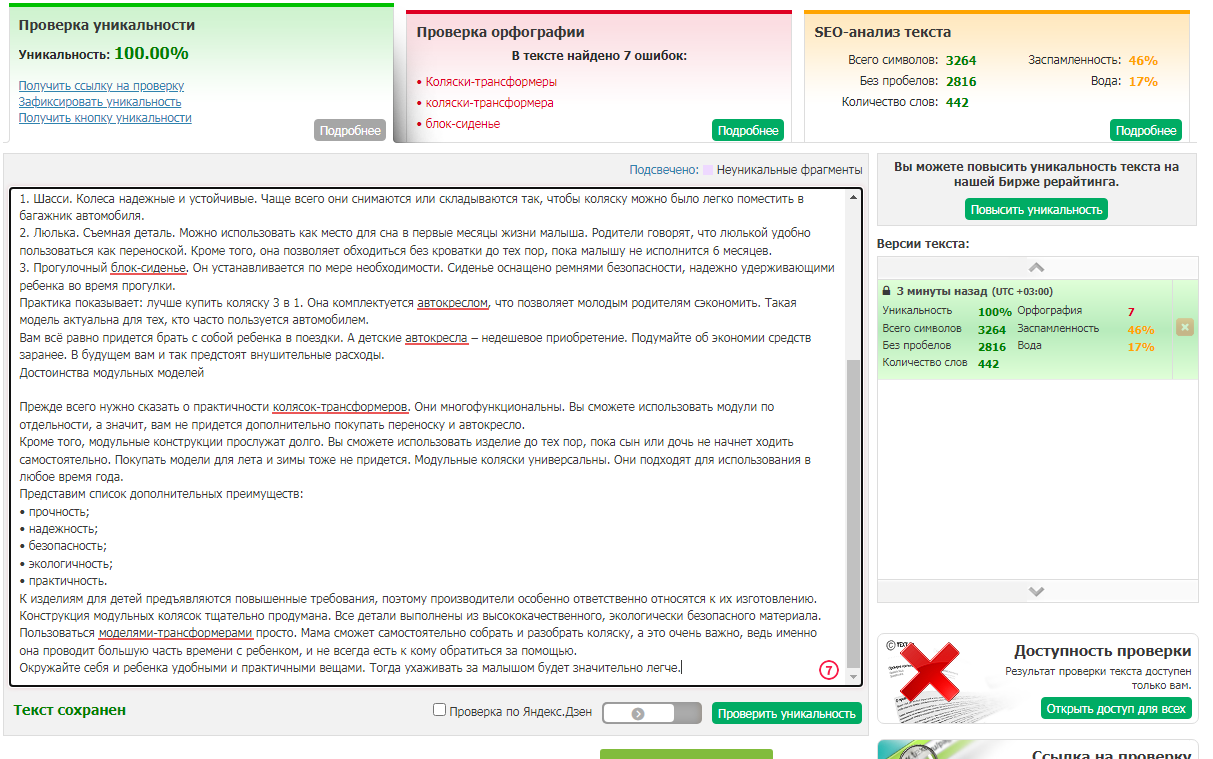 Проверка уникальности
Уникальность: 100.00%
Получить ссылку на проверку
Зафиксировать уникальность
Получить кнопку уникальности
Подробнее
Проверка орфографии
В тексте найдено 7 ошибок:
• Коляски-трансформеры
• коляски-трансформера
• блок-сиденье
Подробнее
SEO-анализ текста
Всего символов: 3264 Заспамленность: 46%
Без пробелов: 2816 Вода: 17%
Количество слов: 442
Подробнее
Подсвечено: Неуникальные фрагменты
1. Шасси. Колеса надежные и устойчивые. Чаще всего они снимаются или складываются так, чтобы коляску можно было легко поместить в
багажник автомобиля.
2. Люлька. Съемная деталь. Можно использовать как место для сна в первые месяцы жизни малыша. Родители говорят, что люлькой удобно
пользоваться как переноской. Кроме того, она позволяет обходиться без кроватки до тех пор, пока малышу не исполнится 6 месяцев.
3. Прогулочный блок-сиденье. Он устанавливается по мере необходимости. Сиденье оснащено ремнями безопасности, надежно удерживающими
ребенка во время прогулки.
Практика показывает: лучше купить коляску 3 в 1. Она комплектуется автокреслом, что позволяет молодым родителям сэкономить. Такая
модель актуальна для тех, кто часто пользуется автомобилем.
Вам всё равно придется брать с собой ребенка в поездки. А детские автокресла – недешевое приобретение. Подумайте об экономии средств
заранее. В будущем вам и так предстоят внушительные расходы.
Достоинства модульных моделей
Прежде всего нужно сказать о практичности колясок-трансформеров. Они многофункциональны. Вы сможете использовать модули по
отдельности, а значит, вам не придется дополнительно покупать переноску и автокресло.
Кроме того, модульные конструкции прослужат долго. Вы сможете использовать изделие до тех пор, пока сын или дочь не начнет ходить
самостоятельно. Покупать модели для лета и зимы тоже не придется. Модульные коляски универсальны. Они подходят для использования в
любое время года.
Представим список дополнительных преимуществ:
• прочность;
• надежность;
• безопасность;
• экологичность;
• практичность.
К изделиям для детей предъявляются повышенные требования, поэтому производители особенно ответственно относятся к их изготовлению.
Конструкция модульных колясок тщательно продумана. Все детали выполнены из высококачественного, экологически безопасного материала.
Пользоваться моделями-трансформерами просто. Мама сможет самостоятельно собрать и разобрать коляску, а это очень важно, ведь именно
она проводит большую часть времени с ребенком, и не всегда есть к кому обратиться за помощью.
Окружайте себя и ребенка удобными и практичными вещами. Тогда ухаживать за малышом будет значительно легче.
7
Текст сохранен
Проверка по Яндекс.Дзен
Проверить уникальность
Вы можете повысить уникальность текста на
нашей Бирже рерайтинга.
Повысить уникальность
Версии текста:
3 минуты назад (UTC +03:00)
Уникальность 100% Орфография 7
Всего символов 3264 Заспамленность 46%
Без пробелов 2816 Вода 17%
Количество слов 442
Доступность проверки
Результат проверки текста доступен
только вам.
Открыть доступ для всех
Ссылка на проверку